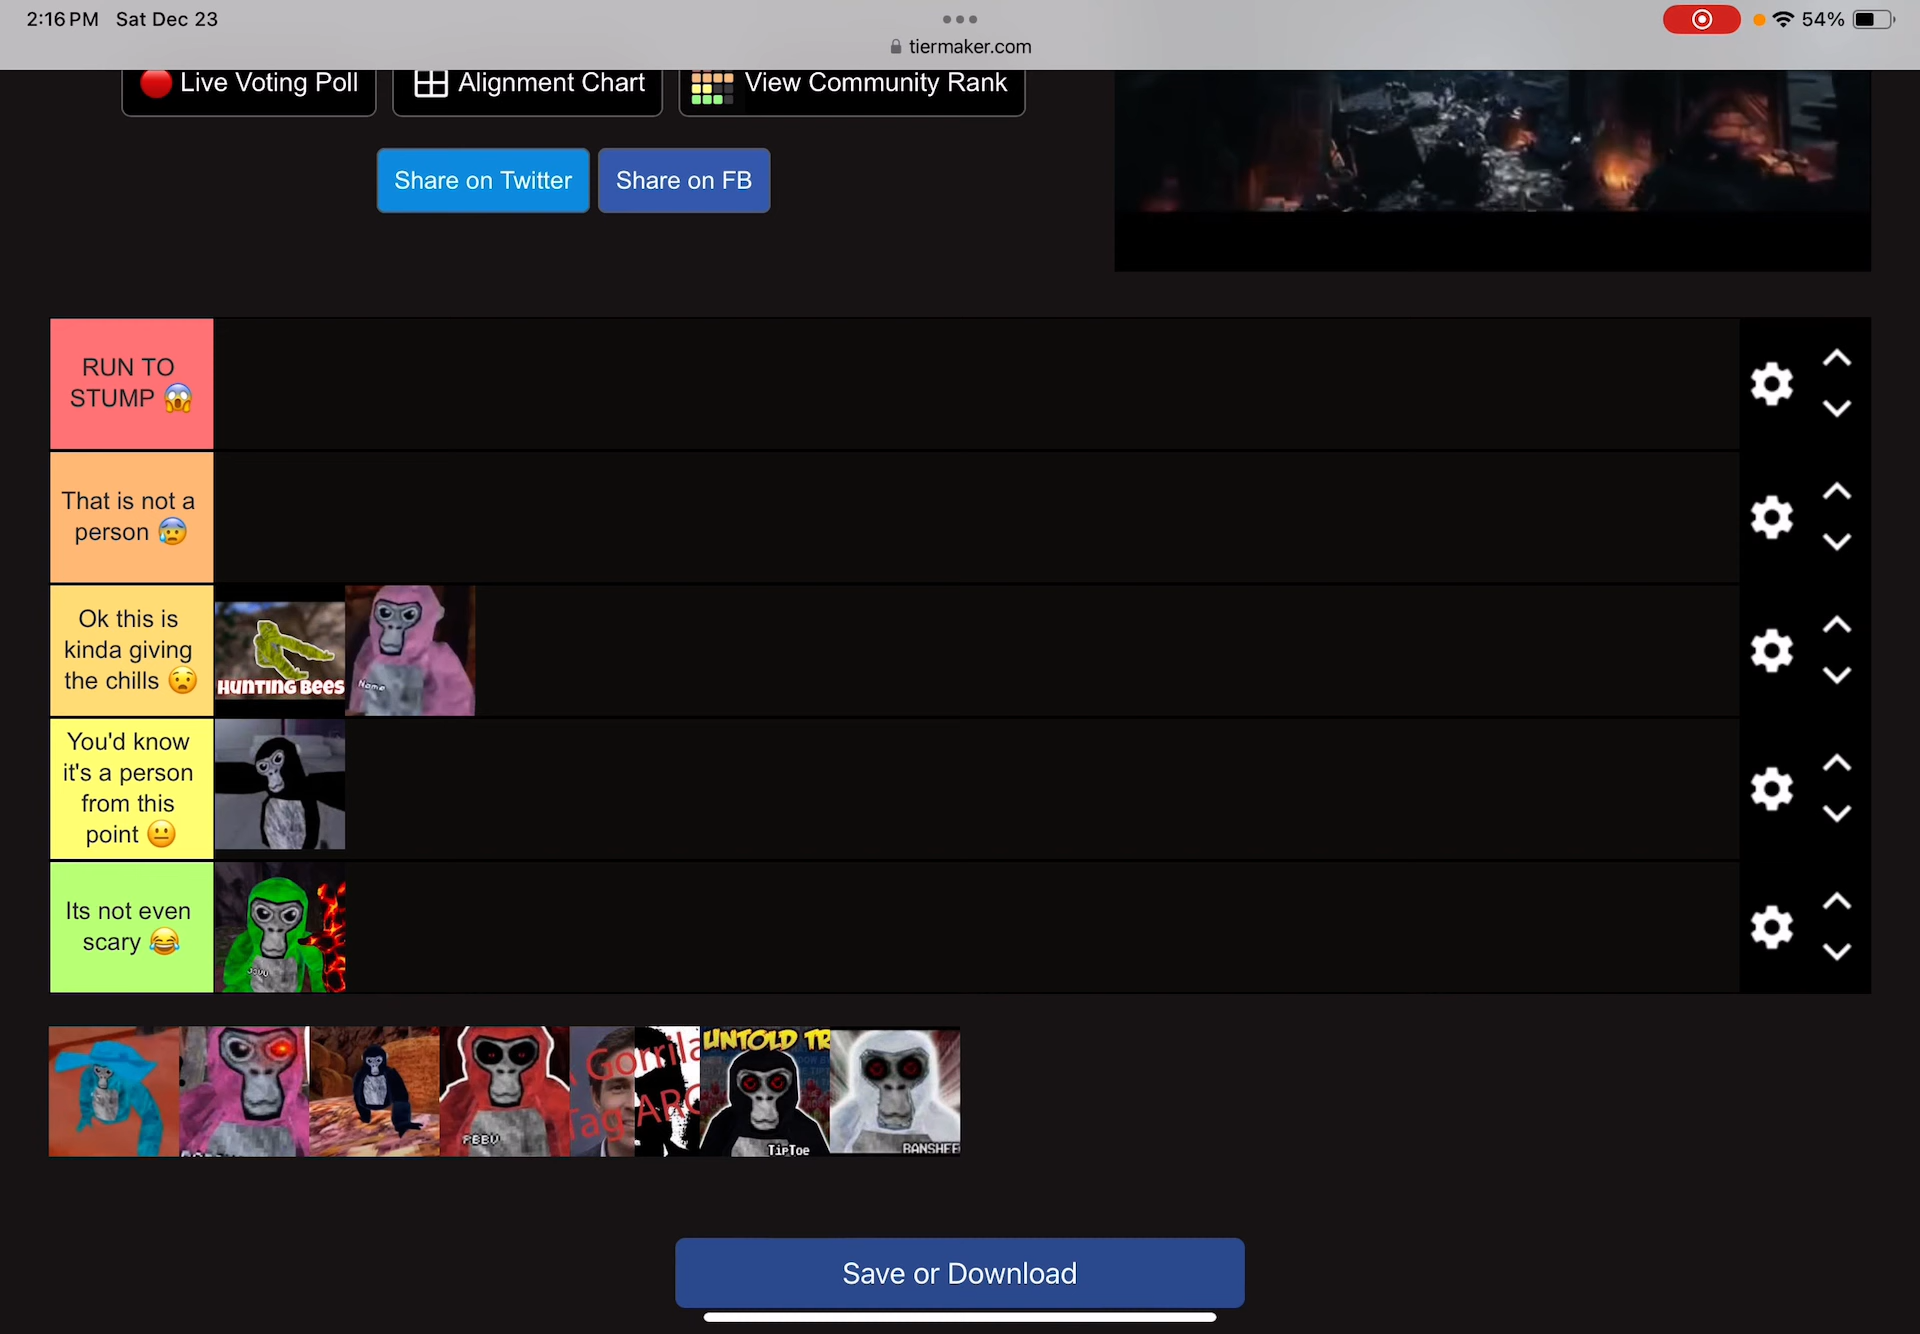 2:16 PM Sat Dec 23
tiermaker.com
54%
Live Voting Poll
Alignment Chart
View Community Rank
Share on Twitter
Share on FB
RUN TO
STUMP 😱
That is not a
person 😰
Ok this is
kinda giving
the chills 😧
HUNTING BEES
Name
You'd know
it's a person
from this
point 😐
Its not even
scary 😂
PBBV
Gorrila
Tag ARG
UNTOLD TR
TipToe
BANSHEE
Save or Download